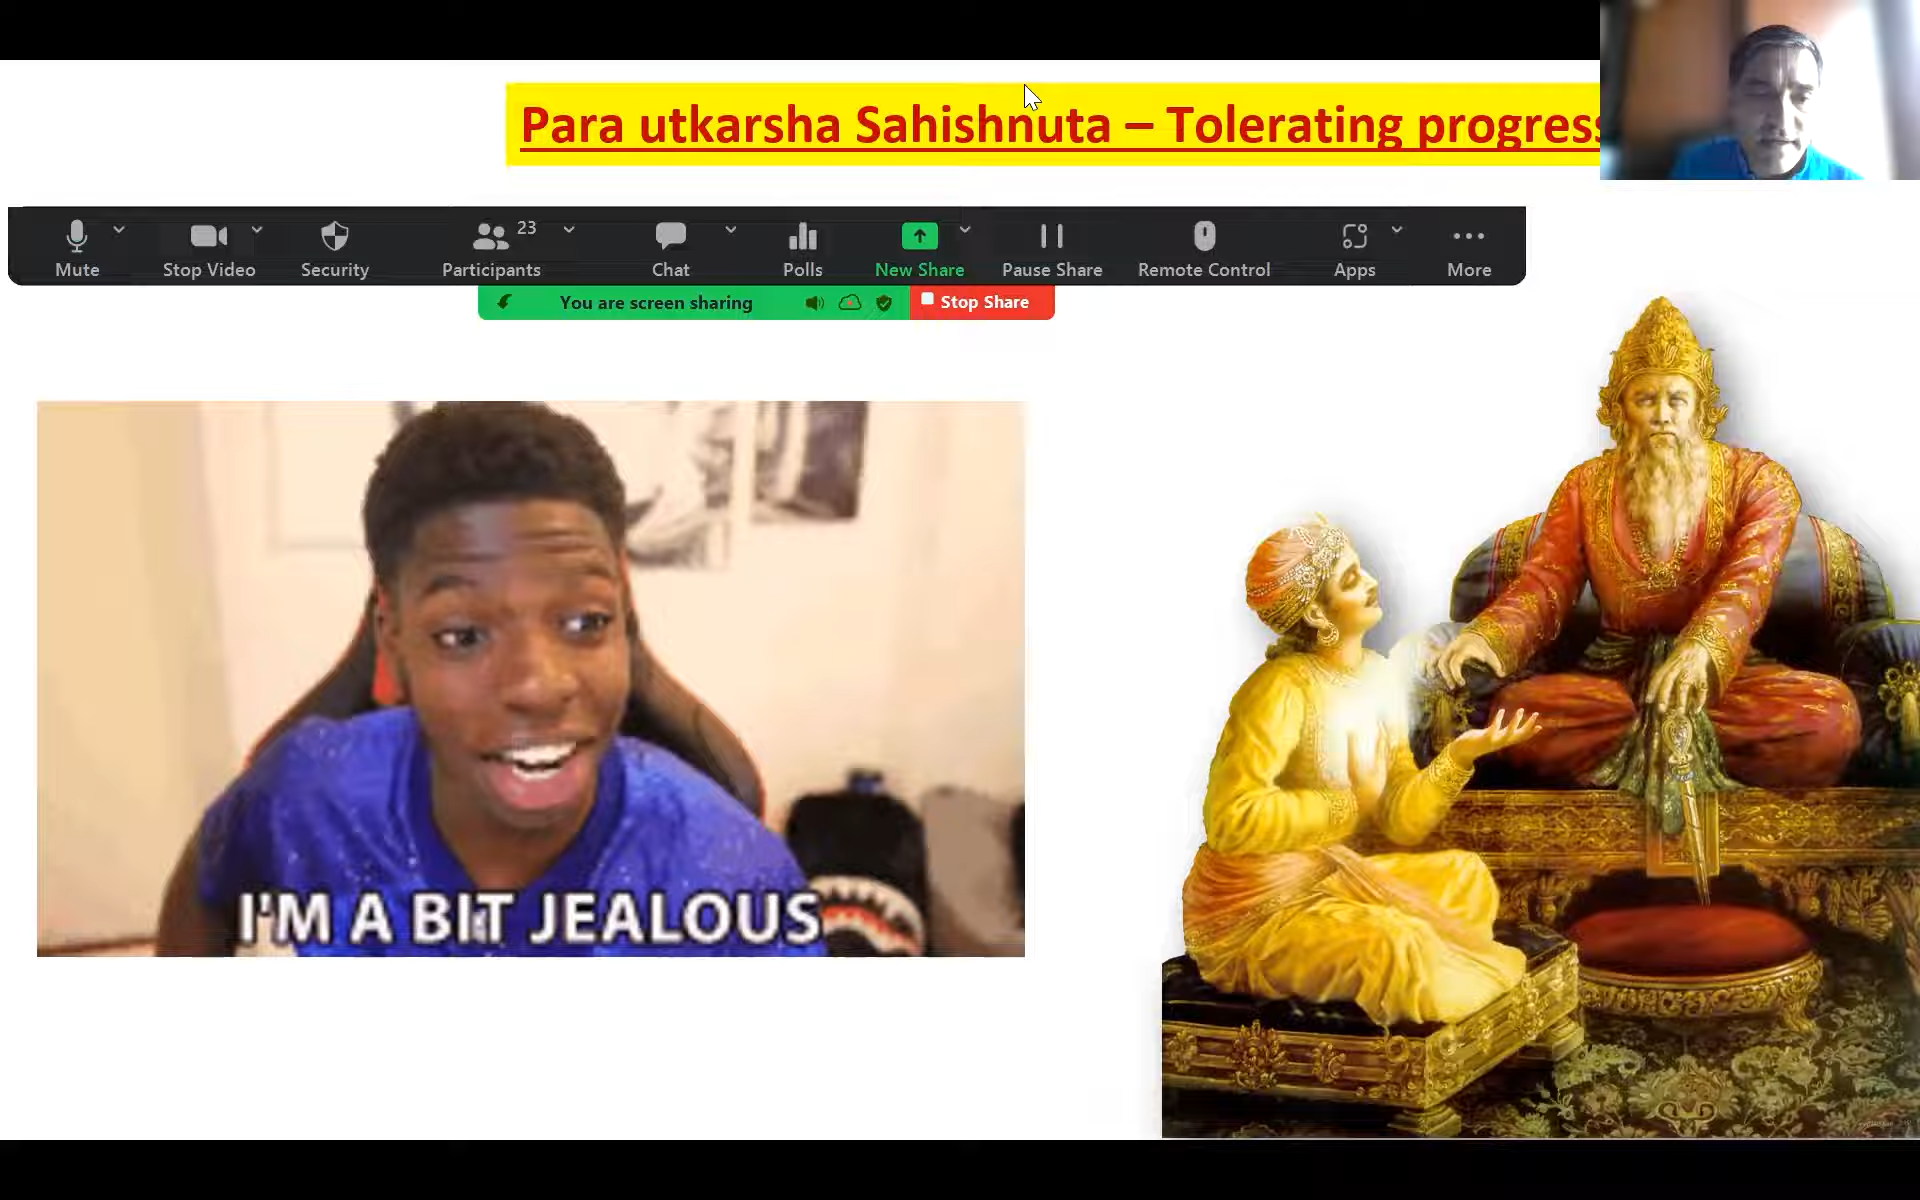 Para utkarsha Sahishnuta – Tolerating progress
Mute
Stop Video
Security
23
Participants
Chat
Polls
New Share
Pause Share
Remote Control
Apps
More
You are screen sharing
Stop Share
I'M A BIT JEALOUS